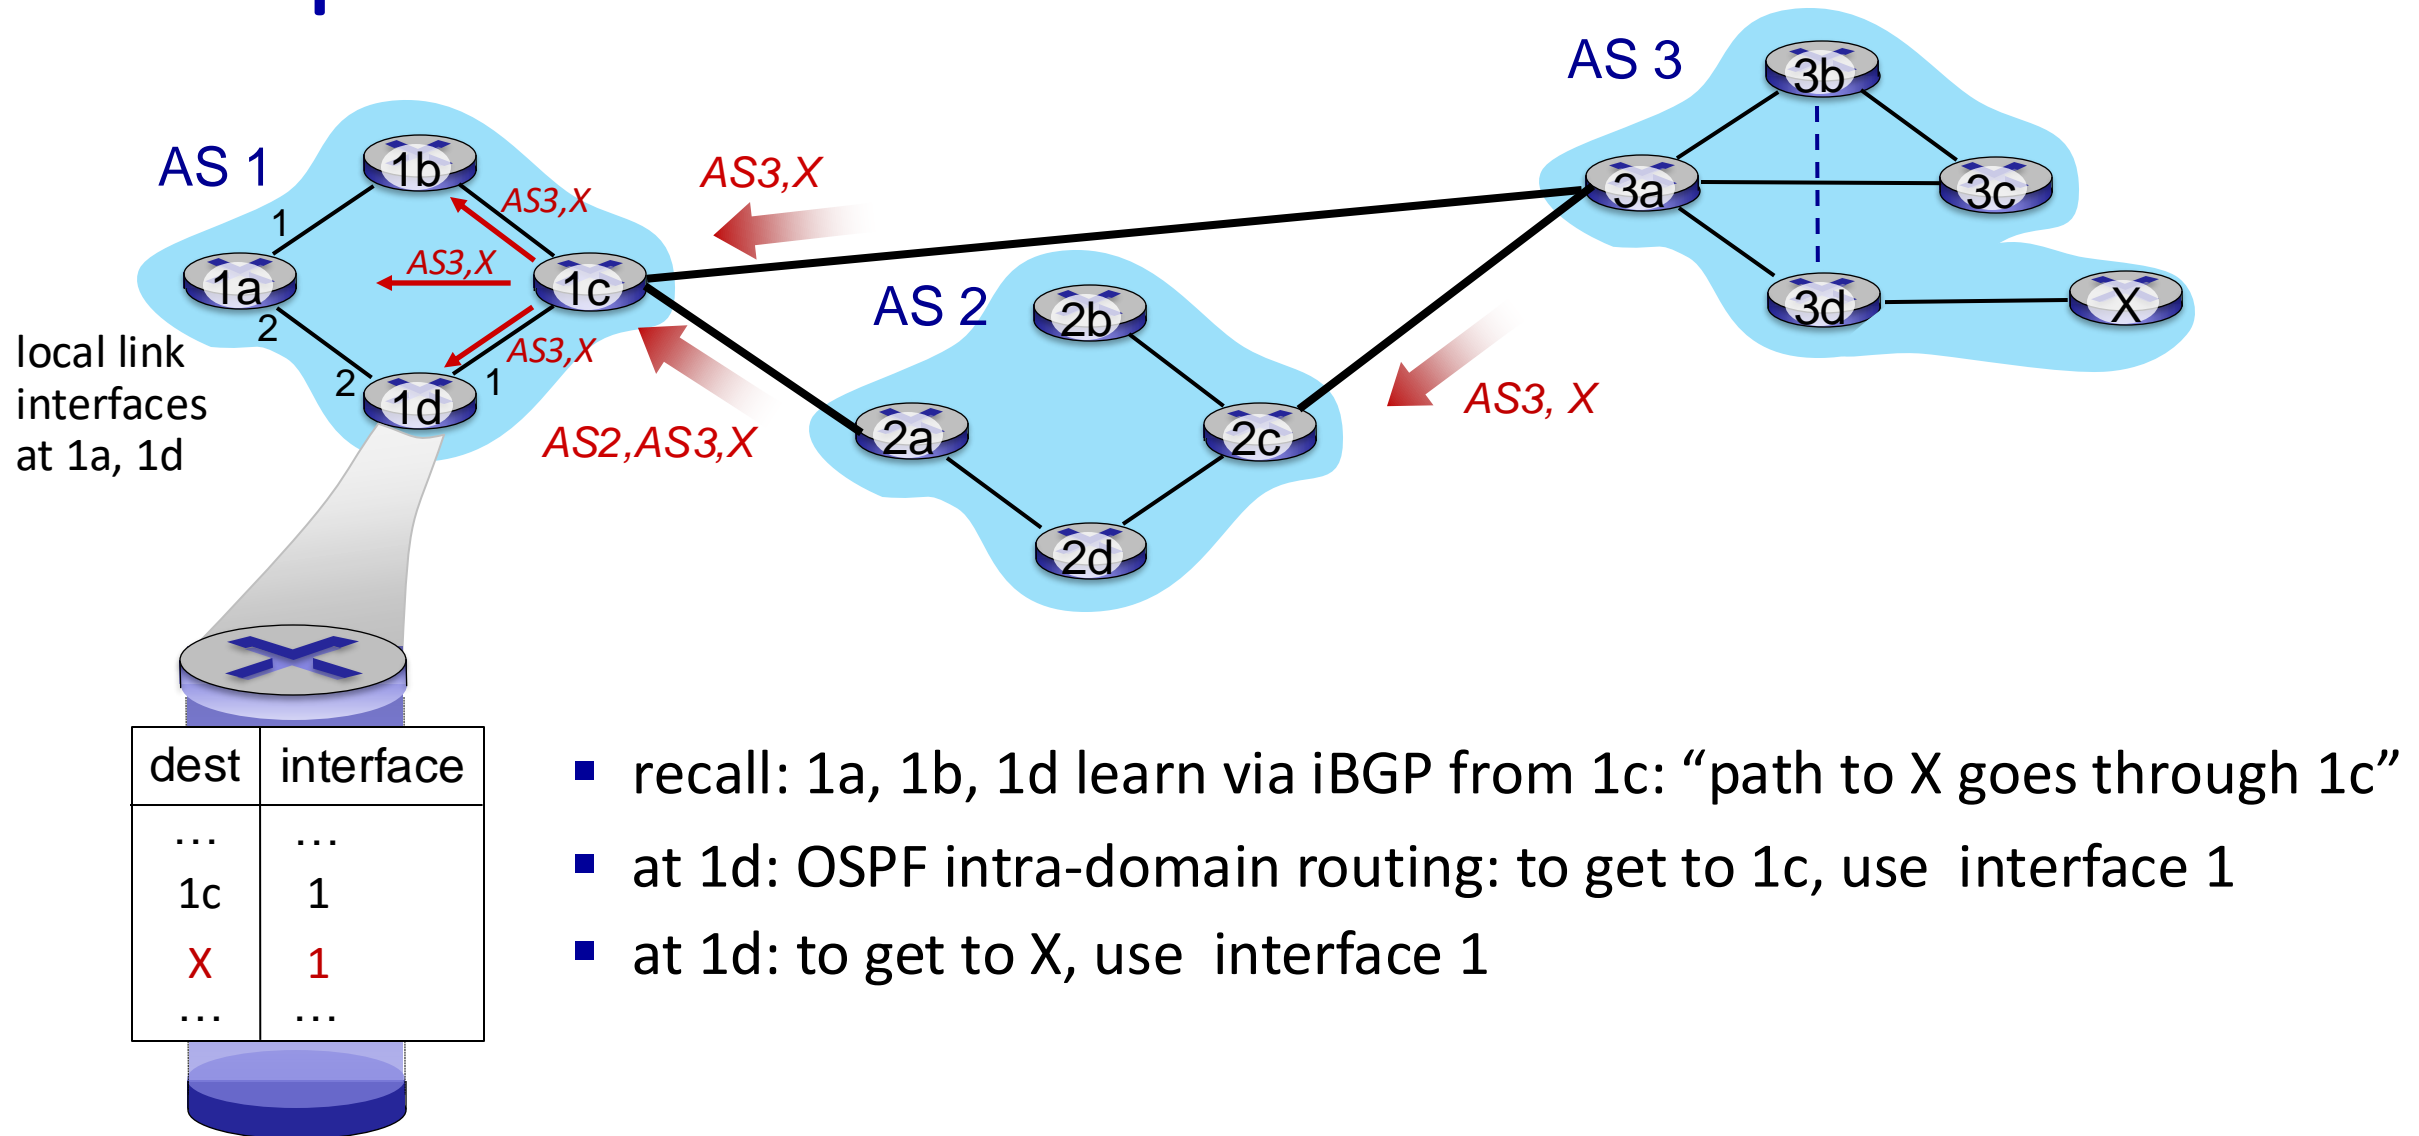 AS 3
3b
AS 1
1b
AS3,X
AS3,X
3a
3c
1
AS3,X
1a
1c
AS 2
2b
3d
X
2
local link
interfaces
at 1a, 1d
AS3,X
2
1
1d
AS2,AS3,X
2a
2c
AS3, X
2d
dest interface
... ...
1c 1
X 1
... ...
▪ recall: 1a, 1b, 1d learn via iBGP from 1c: “path to X goes through 1c”
▪ at 1d: OSPF intra-domain routing: to get to 1c, use interface 1
▪ at 1d: to get to X, use interface 1